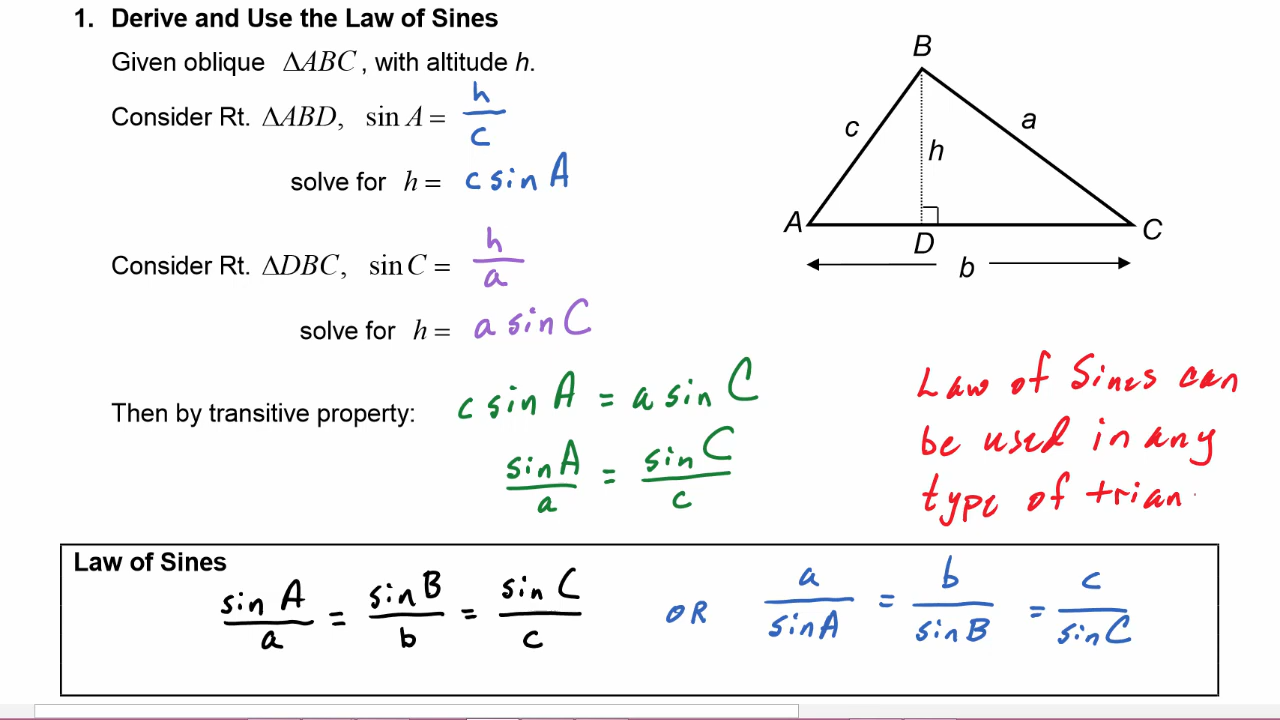 1. Derive and Use the Law of Sines
Given oblique ΔABC, with altitude h.
Consider Rt. ΔABD, sin A = h/c
solve for h = c sin A
Consider Rt. ΔDBC, sin C = h/a
solve for h = a sin C
Then by transitive property: c sin A = a sin C
sin A/a = sin C/c
B
c
a
h
A
D
C
b
Law of Sines can
be used in any
type of trian
Law of Sines
sin A/a = sin B/b = sin C/c OR a/sin A = b/sin B = c/sin C